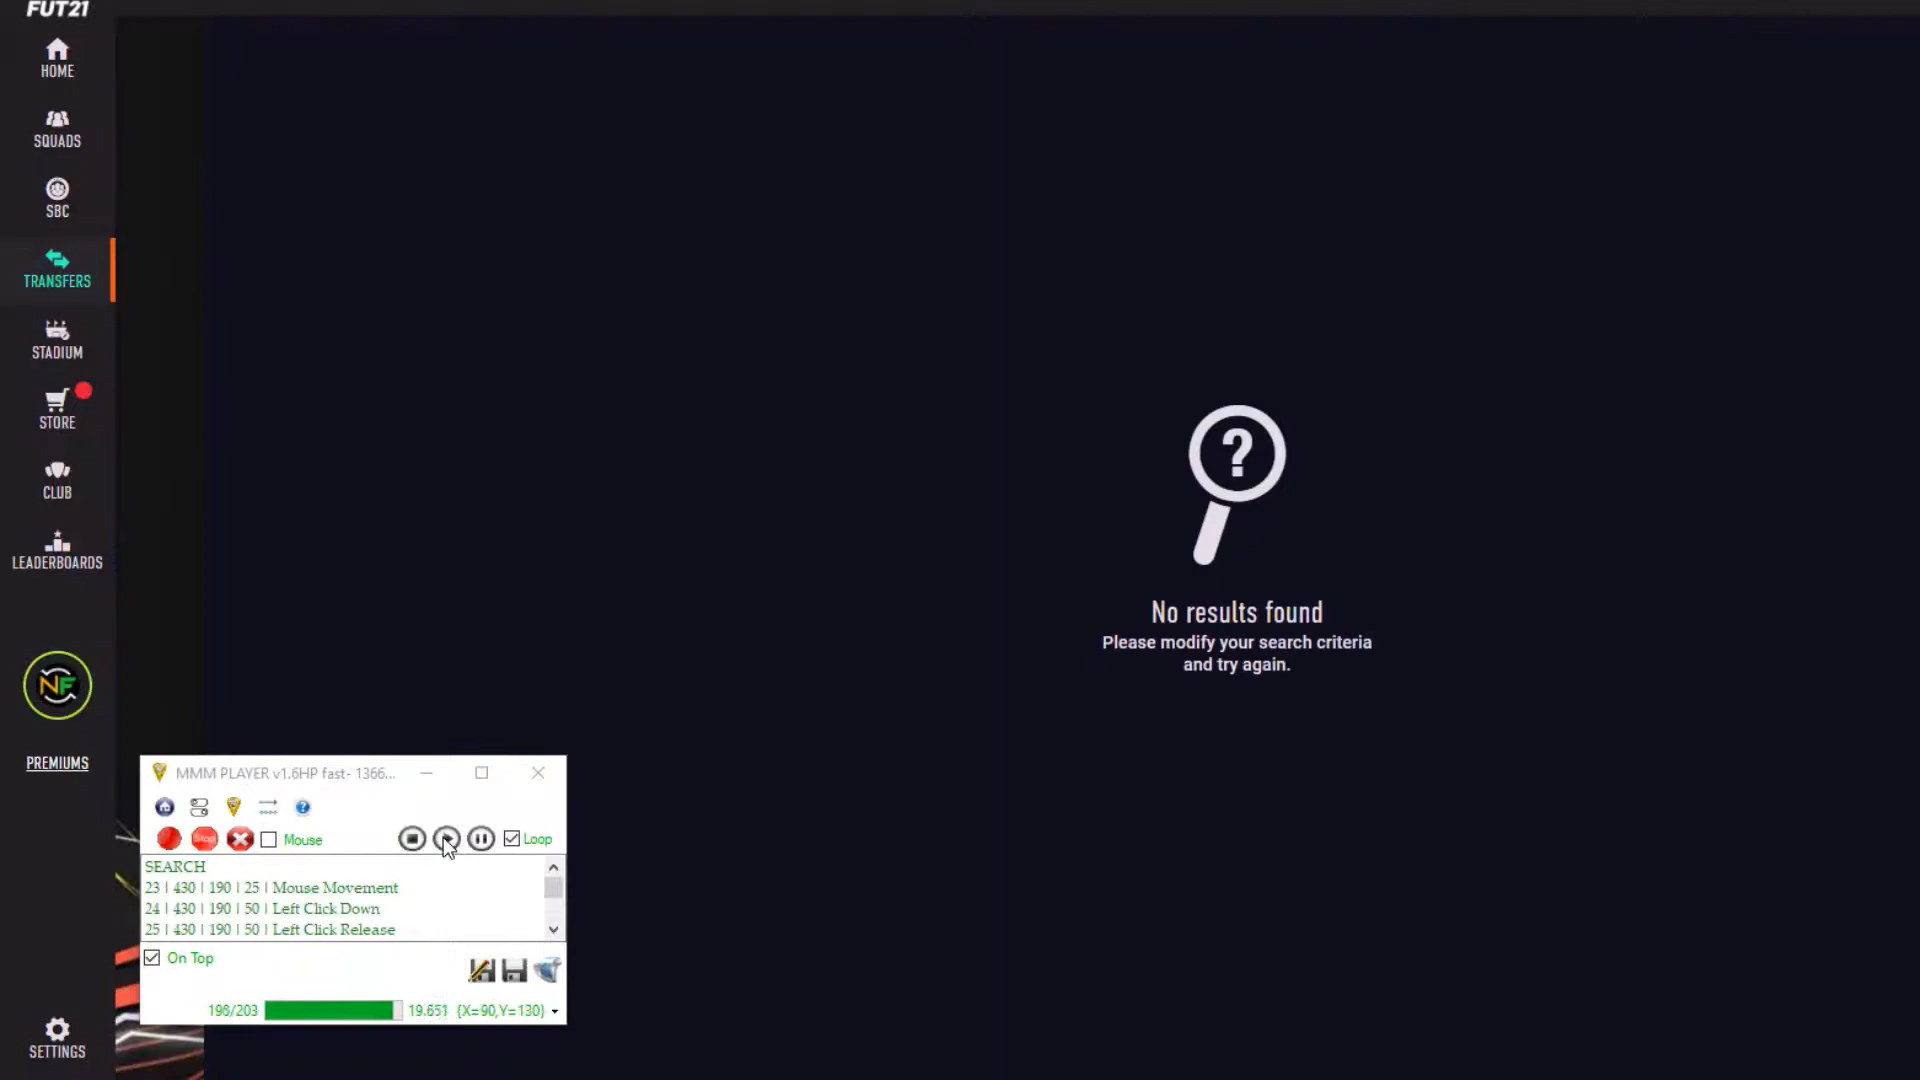 FUT21
HOME
SQUADS
SBC
TRANSFERS
STADIUM
STORE
CLUB
LEADERBOARDS
NF
PREMIUMS
SETTINGS
?
No results found
Please modify your search criteria
and try again.
MMM PLAYER v1.6HP fast- 1366...
?
Stop
Mouse
Loop
SEARCH
23 | 430 | 190 | 25 | Mouse Movement
24 | 430 | 190 | 50 | Left Click Down
25 | 430 | 190 | 50 | Left Click Release
On Top
198/203
19.651
{X=90,Y=130}